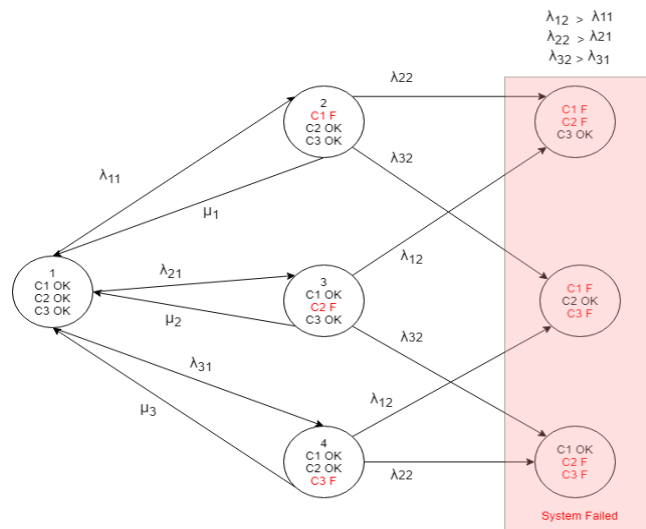 λ12 > λ11
λ22 > λ21
λ32 > λ31
λ22
2
C1 F
C2 OK
C3 OK
C1 F
C2 F
C3 OK
λ11
λ32
μ1
λ12
λ21
1
C1 OK
C2 OK
C3 OK
3
C1 OK
C2 F
C3 OK
C1 F
C2 OK
C3 F
μ2
λ32
λ31
λ12
μ3
4
C1 OK
C2 OK
C3 F
C1 OK
C2 F
C3 F
λ22
System Failed